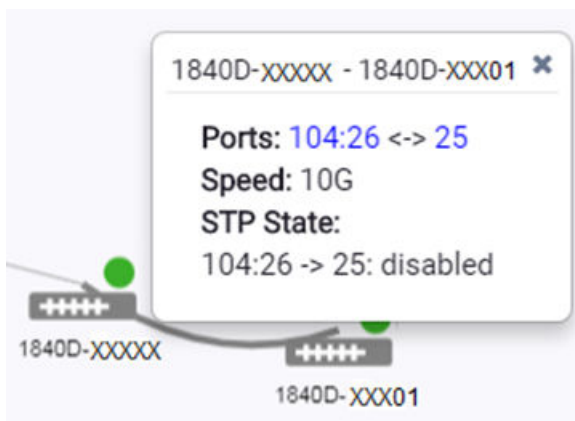 1840D-XXXXX - 1840D-XXX01 ✖
Ports: 104:26 <-> 25
Speed: 10G
STP State:
104:26 -> 25: disabled
1840D-XXXXX
1840D- XXX01